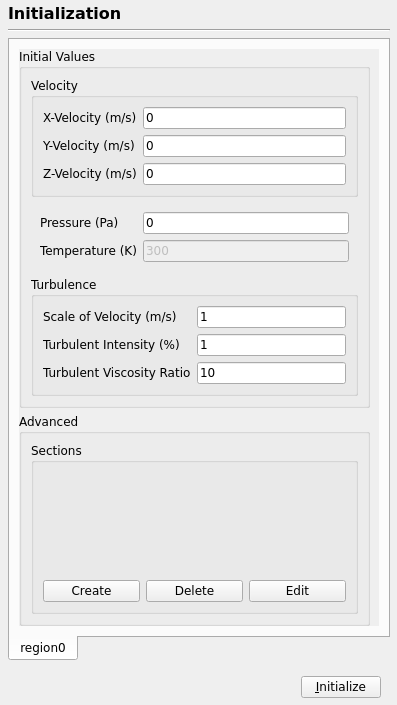 Initialization
Initial Values
Velocity
X-Velocity (m/s) 0
Y-Velocity (m/s) 0
Z-Velocity (m/s) 0
Pressure (Pa) 0
Temperature (K) 300
Turbulence
Scale of Velocity (m/s) 1
Turbulent Intensity (%) 1
Turbulent Viscosity Ratio 10
Advanced
Sections
Create Delete Edit
region0
Initialize